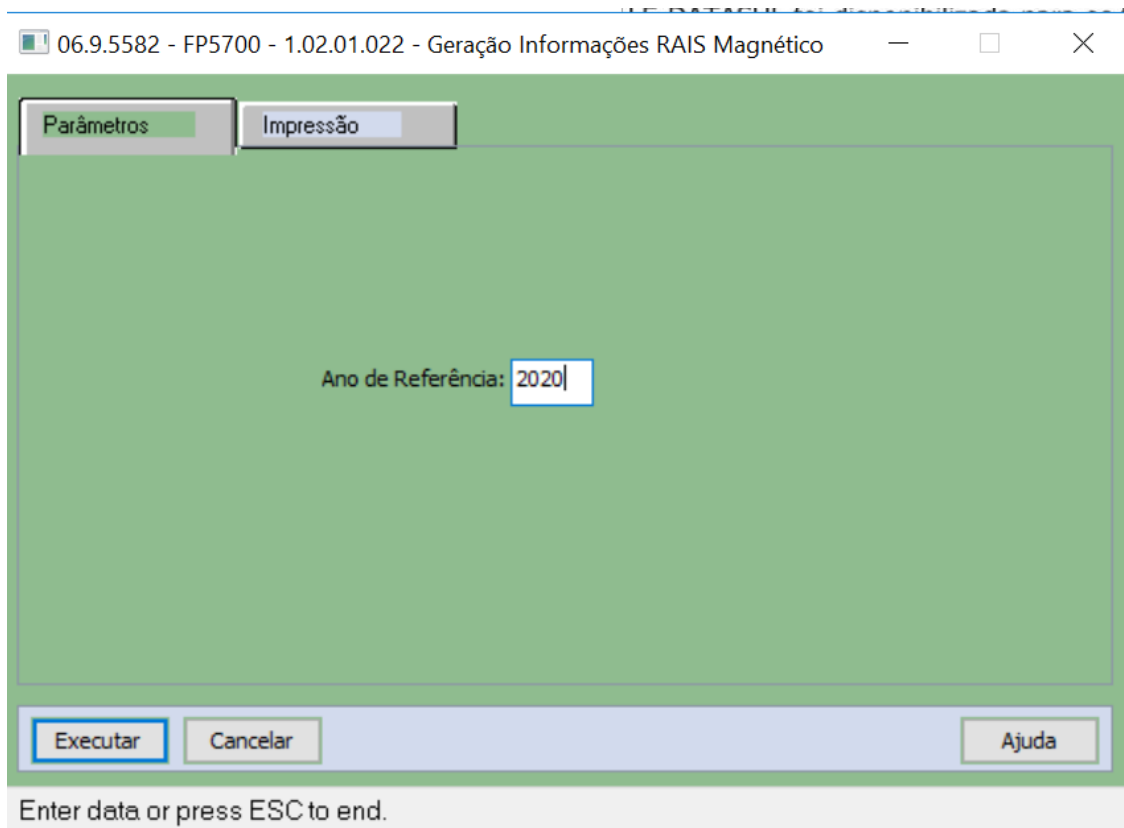 06.9.5582 - FP5700 - 1.02.01.022 - Geração Informações RAIS Magnético
Parâmetros
Impressão
Ano de Referência: 2020
Executar
Cancelar
Ajuda
Enter data or press ESC to end.